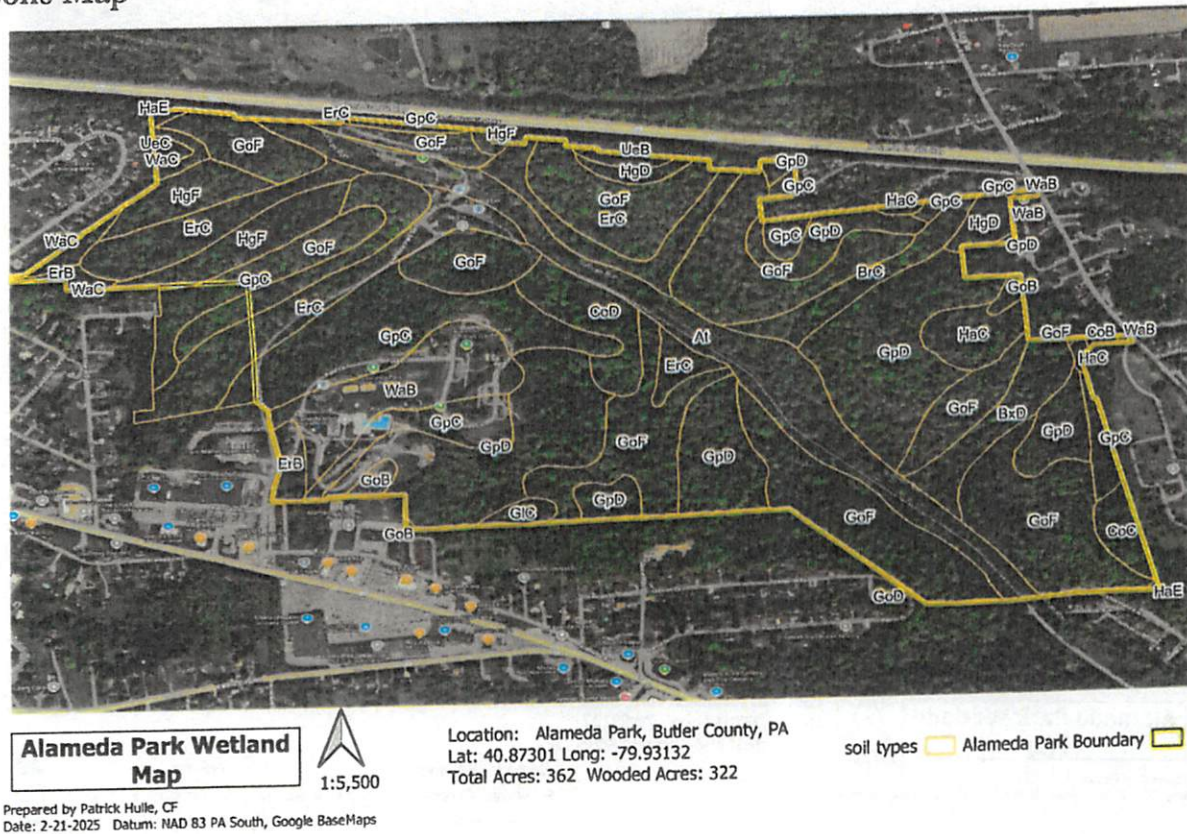 Map
HaE
ErC
GpC
HgF
GoF
UeC
WaC
GoF
UeB
HgD
GpD
GpC
HgF
GoF
ErC
HaC
GpC
GpC
WaB
WaB
HgD
ErC
WaC
HgF
GoF
GpC
GpD
GpD
ErB
WaC
GpC
GoF
GoF
BrC
GoB
ErC
CoD
GpC
At
GpD
HaC
GoF
CoB
WaB
HaC
ErC
WaB
GpC
GpD
GoF
GoF
BxD
GpD
GpC
ErB
GoB
GpD
GpD
GlC
GoB
GoF
GoF
CoC
GoD
HaE
Alameda Park Wetland
Map
1:5,500
Location: Alameda Park, Butler County, PA
Lat: 40.87301 Long: -79.93132
Total Acres: 362 Wooded Acres: 322
soil types
Alameda Park Boundary
Prepared by Patrick Hulle, CF
Date: 2-21-2025 Datum: NAD 83 PA South, Google BaseMaps